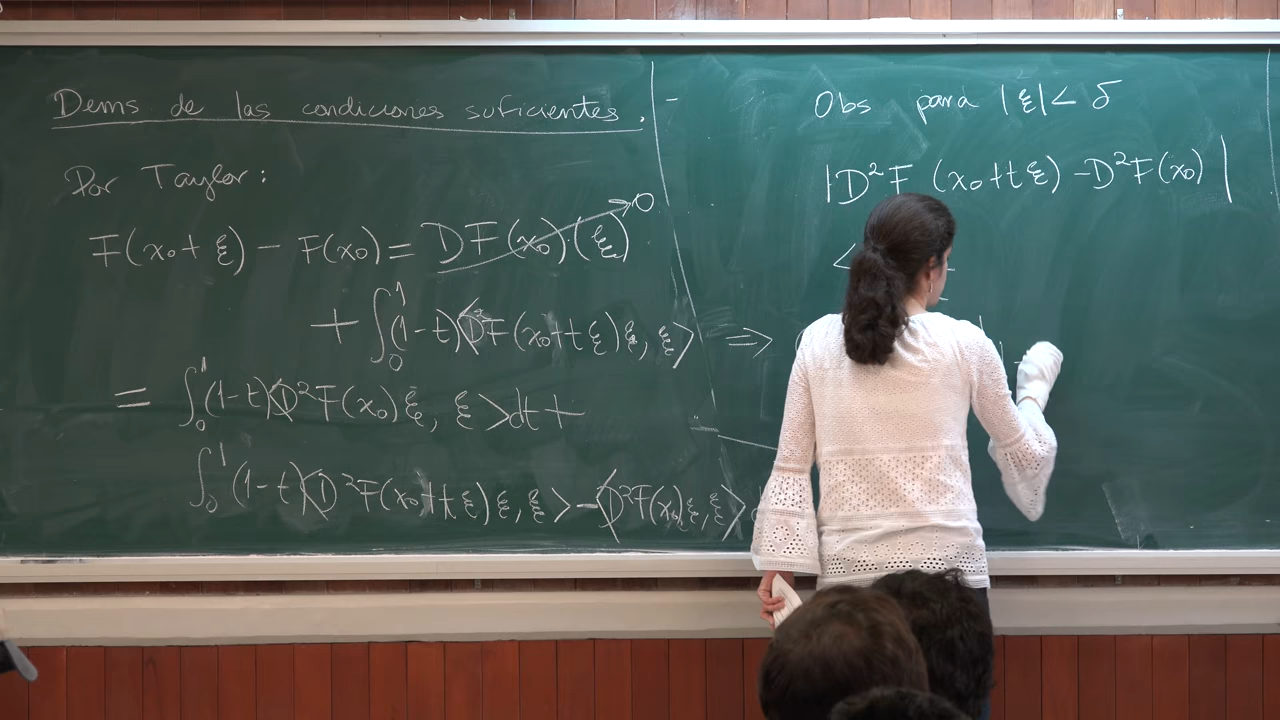 Dems de las condiciones suficientes.
Por Taylor:
F(x₀+ξ) − F(x₀) = DF(x₀)·(ξ) → 0
+ ∫₀¹ (1−t)<D²F(x₀+tξ)ξ, ξ> ⇒
= ∫₀¹ (1−t)<D²F(x₀)ξ, ξ>dt +
∫₀¹ (1−t)<D²F(x₀+tξ)ξ, ξ> − <D²F(x₀)ξ, ξ>
Obs para |ξ| < δ
|D²F (x₀+tξ) − D²F(x₀)|
<